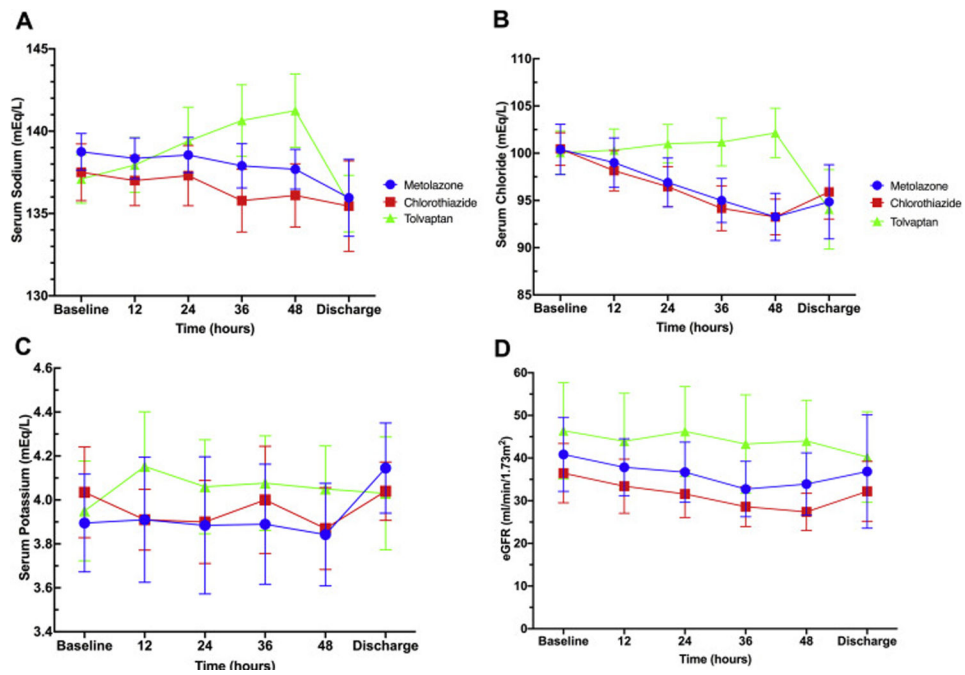 A
145
140
135
130
Serum Sodium (mEq/L)
Baseline 12 24 36 48 Discharge
Time (hours)
Metolazone
Chlorothiazide
Tolvaptan
B
110
105
100
95
90
85
Serum Chloride (mEq/L)
Baseline 12 24 36 48 Discharge
Time (hours)
Metolazone
Chlorothiazide
Tolvaptan
C
4.6
4.4
4.2
4.0
3.8
3.6
3.4
Serum Potassium (mEq/L)
Baseline 12 24 36 48 Discharge
Time (hours)
D
60
50
40
30
20
10
0
eGFR (ml/min/1.73m²)
Baseline 12 24 36 48 Discharge
Time (hours)